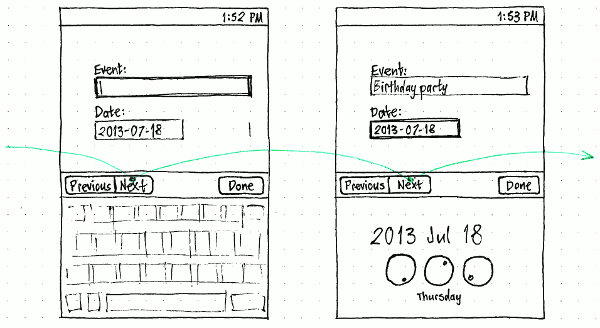 1:52 PM
Event:
Date:
2013-07-18
Previous Next Done
1:53 PM
Event:
Birthday party
Date:
2013-07-18
Previous Next Done
2013 Jul 18
Thursday